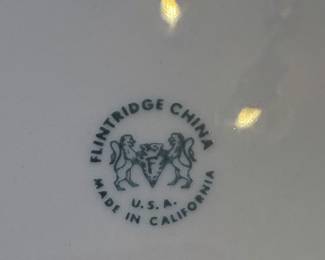 FLINTRIDGE CHINA
F
U.S.A.
MADE IN CALIFORNIA